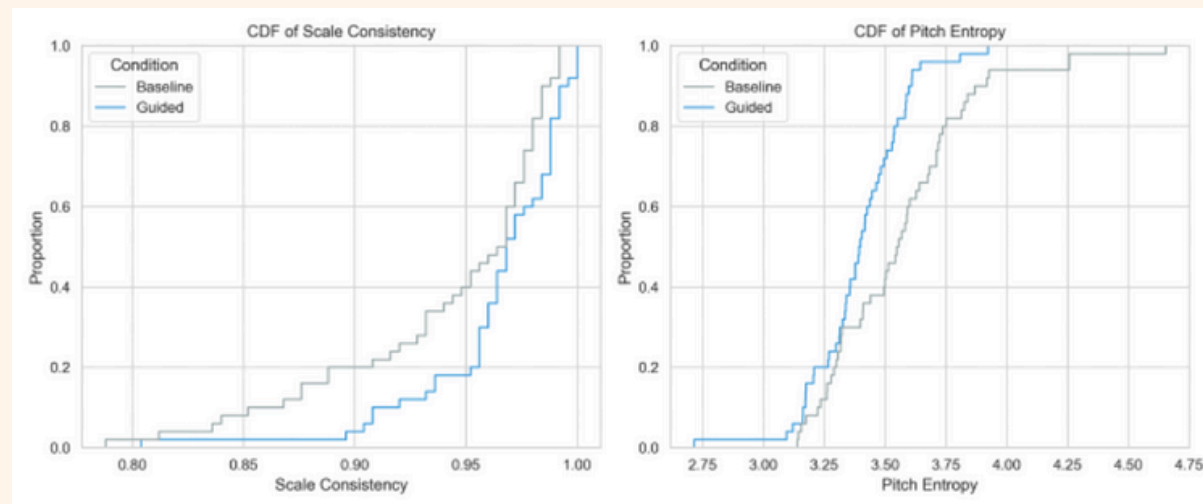 CDF of Scale Consistency
Condition
Baseline
Guided
1.0
0.8
0.6
0.4
0.2
0.0
Proportion
0.80
0.85
0.90
0.95
1.00
Scale Consistency
CDF of Pitch Entropy
Condition
Baseline
Guided
1.0
0.8
0.6
0.4
0.2
0.0
Proportion
2.75
3.00
3.25
3.50
3.75
4.00
4.25
4.50
4.75
Pitch Entropy